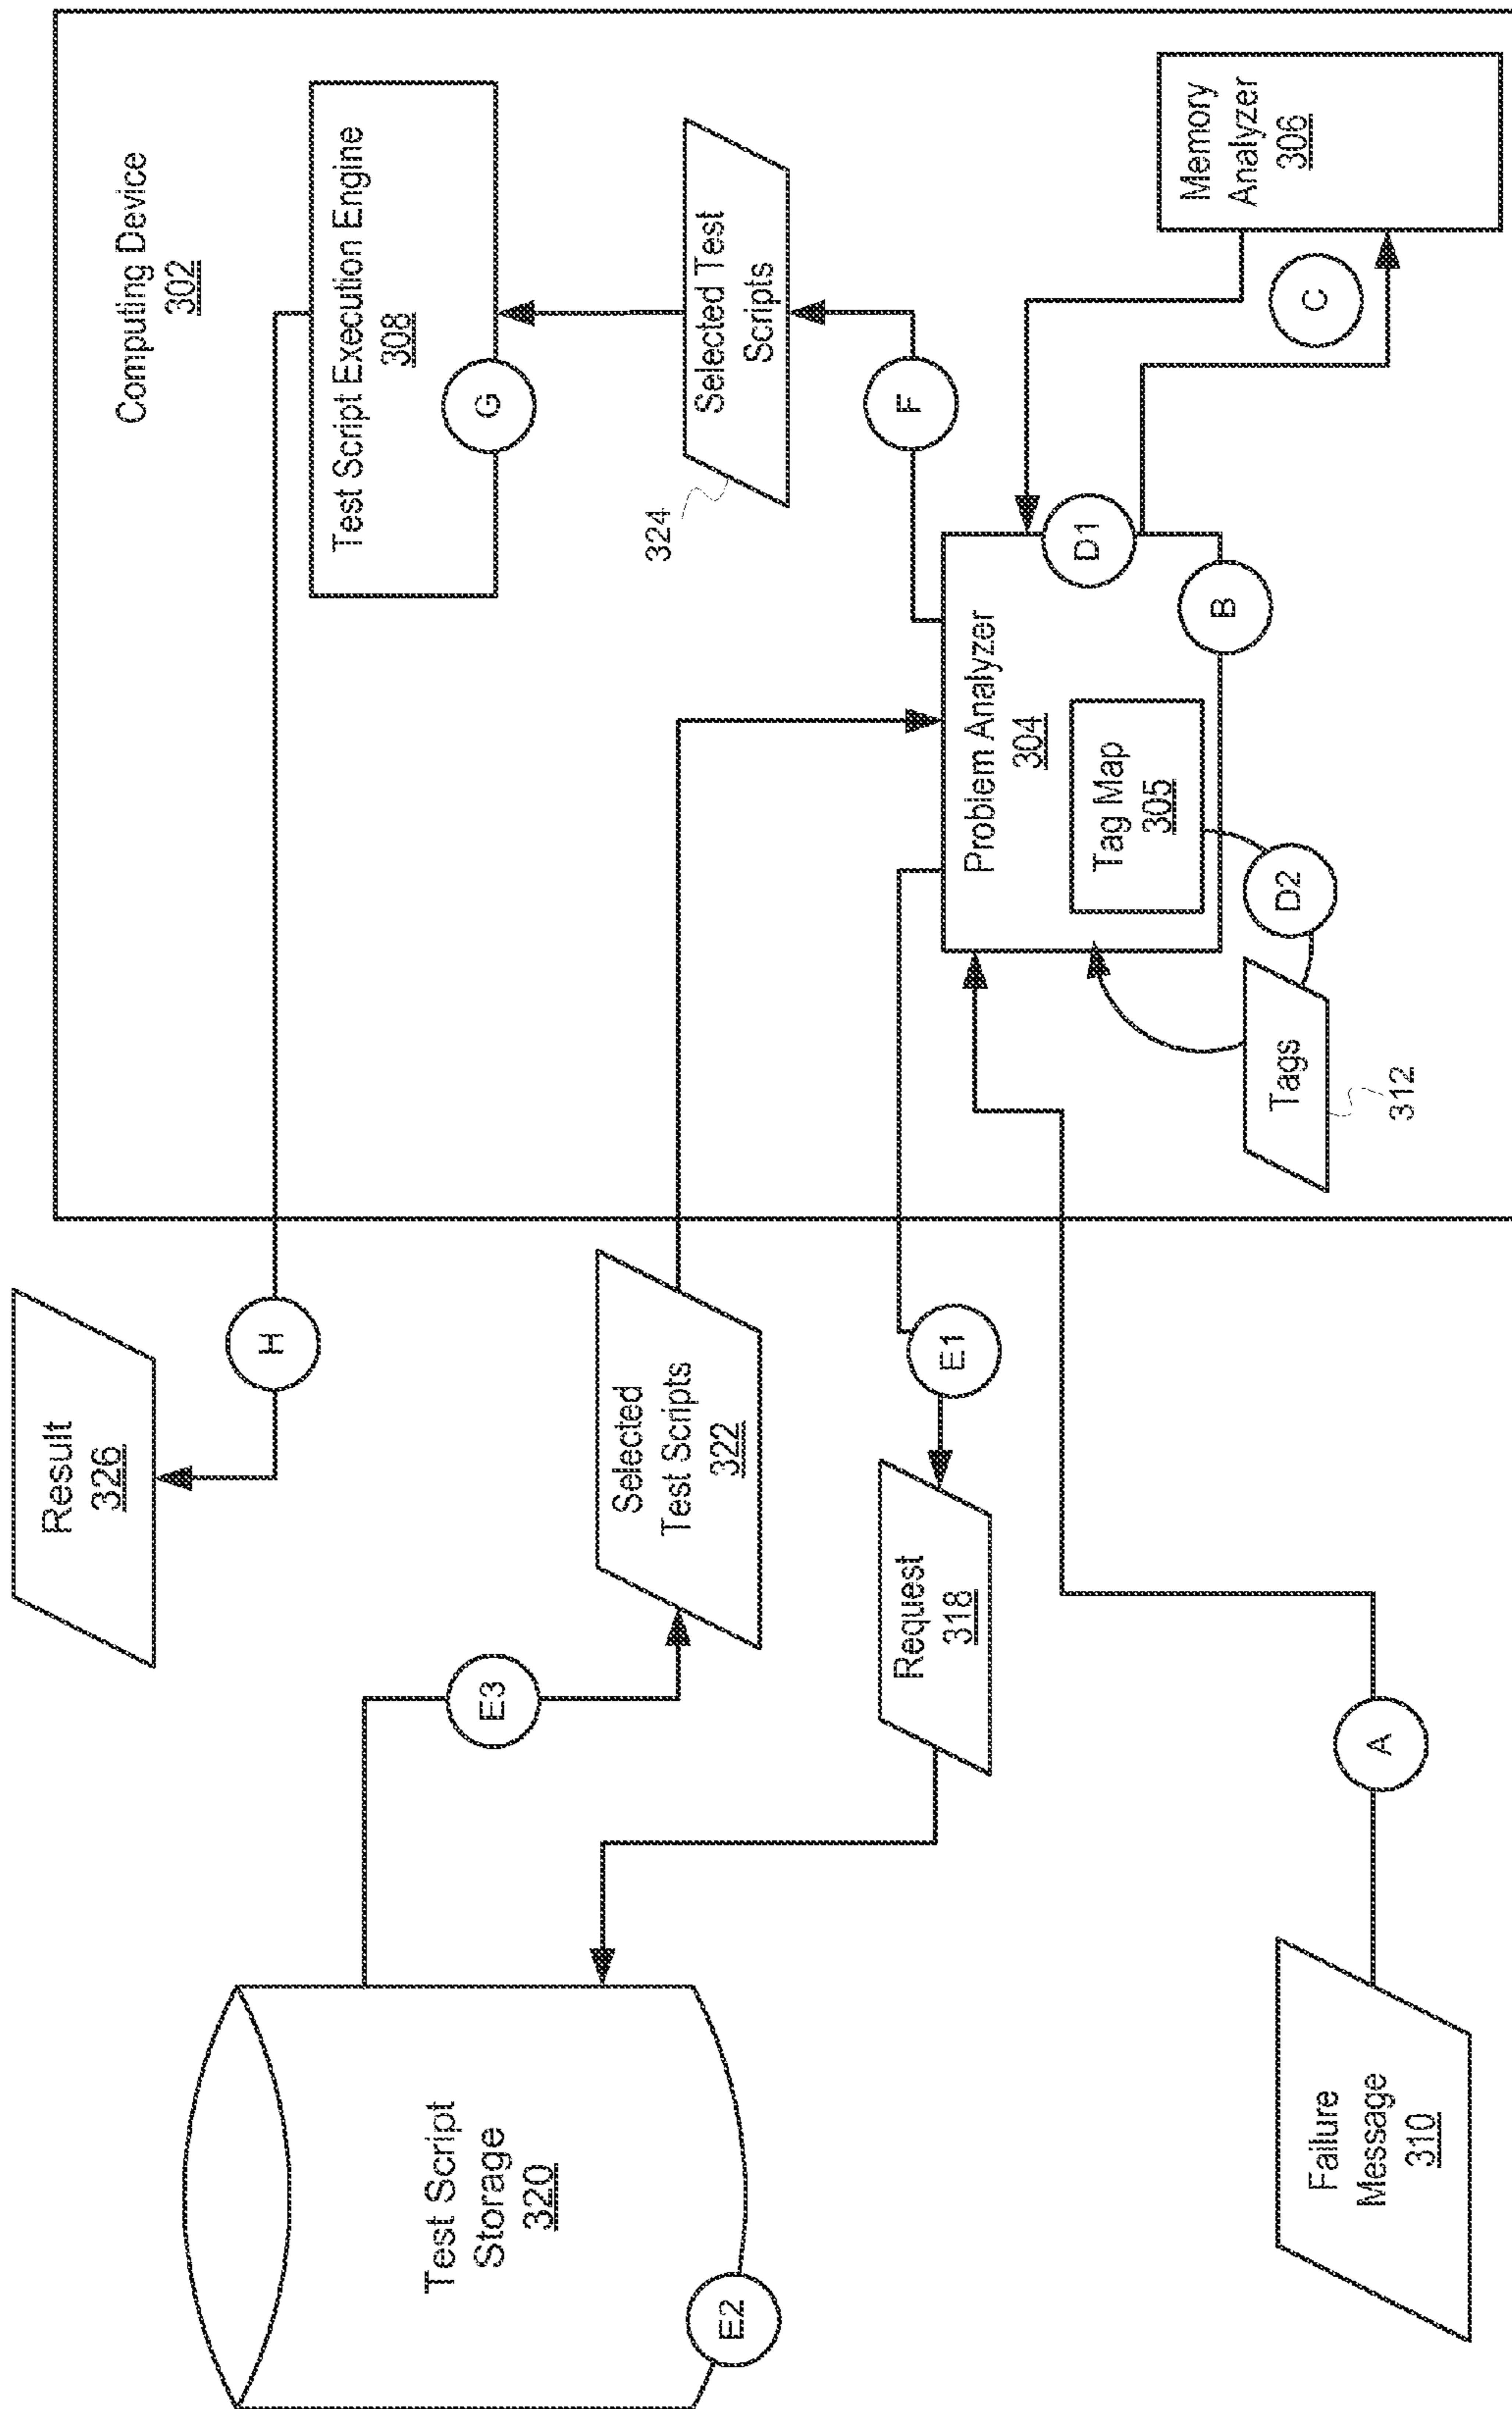 Computing Device
302
Test Script Execution Engine
308
G
Selected Test
Scripts
324
F
Memory
Analyzer
306
C
D1
B
Problem Analyzer
304
Tag Map
305
D2
Tags
312
Result
326
H
Selected
Test Scripts
322
E3
E1
Request
318
Test Script
Storage
320
E2
A
Failure
Message
310